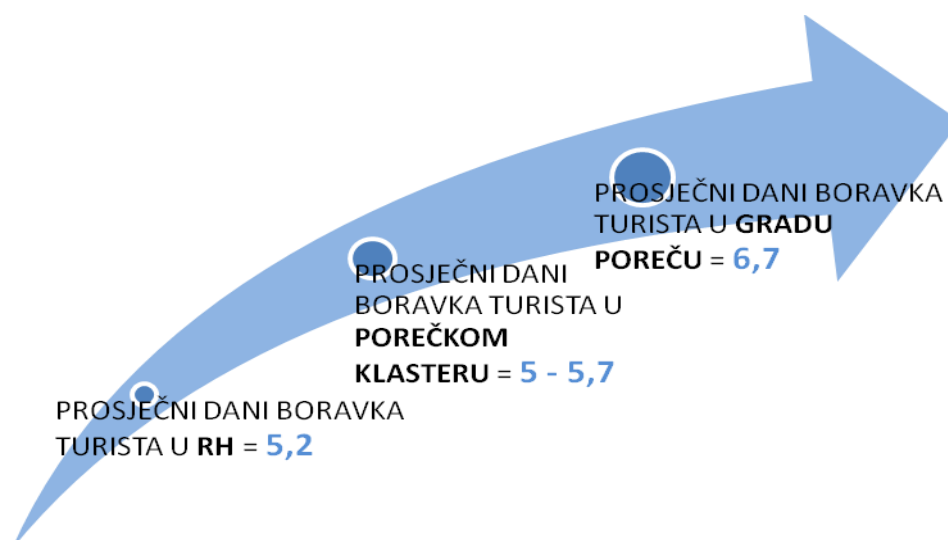 PROSJEČNI DANI BORAVKA
TURISTA U GRADU
POREČU = 6,7
PROSJEČNI DANI
BORAVKA TURISTA U
POREČKOM
KLASTERU = 5 - 5,7
PROSJEČNI DANI BORAVKA
TURISTA U RH = 5,2